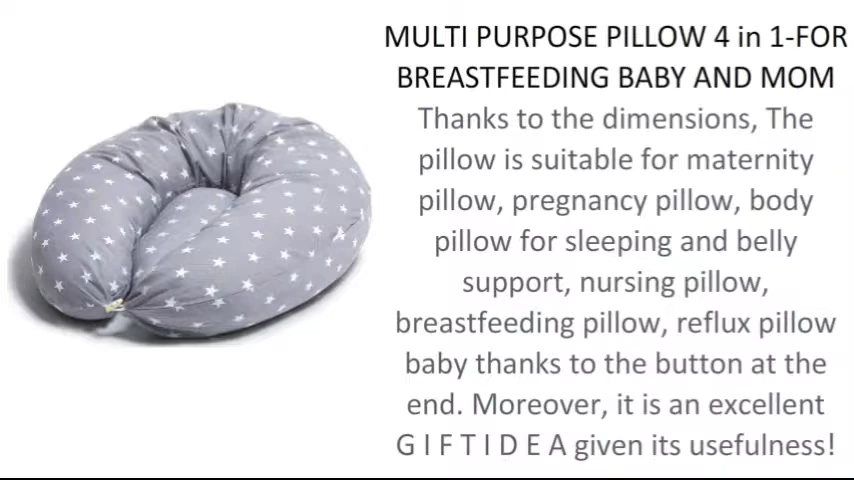 MULTI PURPOSE PILLOW 4 in 1-FOR
BREASTFEEDING BABY AND MOM
Thanks to the dimensions, The
pillow is suitable for maternity
pillow, pregnancy pillow, body
pillow for sleeping and belly
support, nursing pillow,
breastfeeding pillow, reflux pillow
baby thanks to the button at the
end. Moreover, it is an excellent
G I F T I D E A given its usefulness!